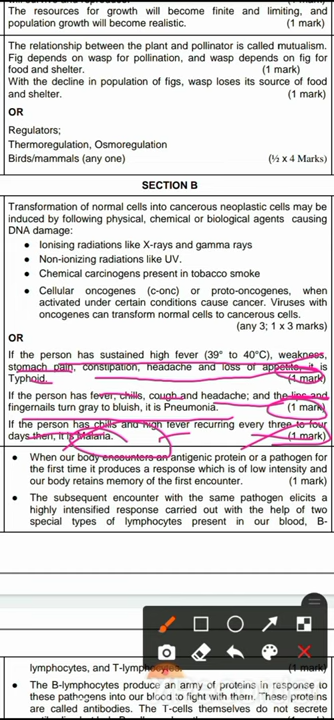 The resources for growth will become finite and limiting, and
population growth will become realistic. (1 mark)
The relationship between the plant and pollinator is called mutualism.
Fig depends on wasp for pollination, and wasp depends on fig for
food and shelter. (1 mark)
With the decline in population of figs, wasp loses its source of food
and shelter. (1 mark)
OR
Regulators;
Thermoregulation, Osmoregulation
Birds/mammals (any one) (½ x 4 Marks)
SECTION B
Transformation of normal cells into cancerous neoplastic cells may be
induced by following physical, chemical or biological agents causing
DNA damage:
• Ionising radiations like X-rays and gamma rays
• Non-ionizing radiations like UV.
• Chemical carcinogens present in tobacco smoke
• Cellular oncogenes (c-onc) or proto-oncogenes, when
activated under certain conditions cause cancer. Viruses with
oncogenes can transform normal cells to cancerous cells.
(any 3; 1 x 3 marks)
OR
If the person has sustained high fever (39° to 40°C), weakness,
stomach pain, constipation, headache and loss of appetite, it is
Typhoid. (1 mark)
If the person has fever, chills, cough and headache; and the lips and
fingernails turn gray to bluish, it is Pneumonia. (1 mark)
If the person has chills and high fever recurring every three to four
days then, it is Malaria. (1 mark)
• When our body encounters an antigenic protein or a pathogen for
the first time it produces a response which is of low intensity and
our body retains memory of the first encounter. (1 mark)
• The subsequent encounter with the same pathogen elicits a
highly intensified response carried out with the help of two
special types of lymphocytes present in our blood, B-
lymphocytes, and T-lymphocytes. (1 mark)
• The B-lymphocytes produce an army of proteins in response to
these pathogens into our blood to fight with them. These proteins
are called antibodies. The T-cells themselves do not secrete